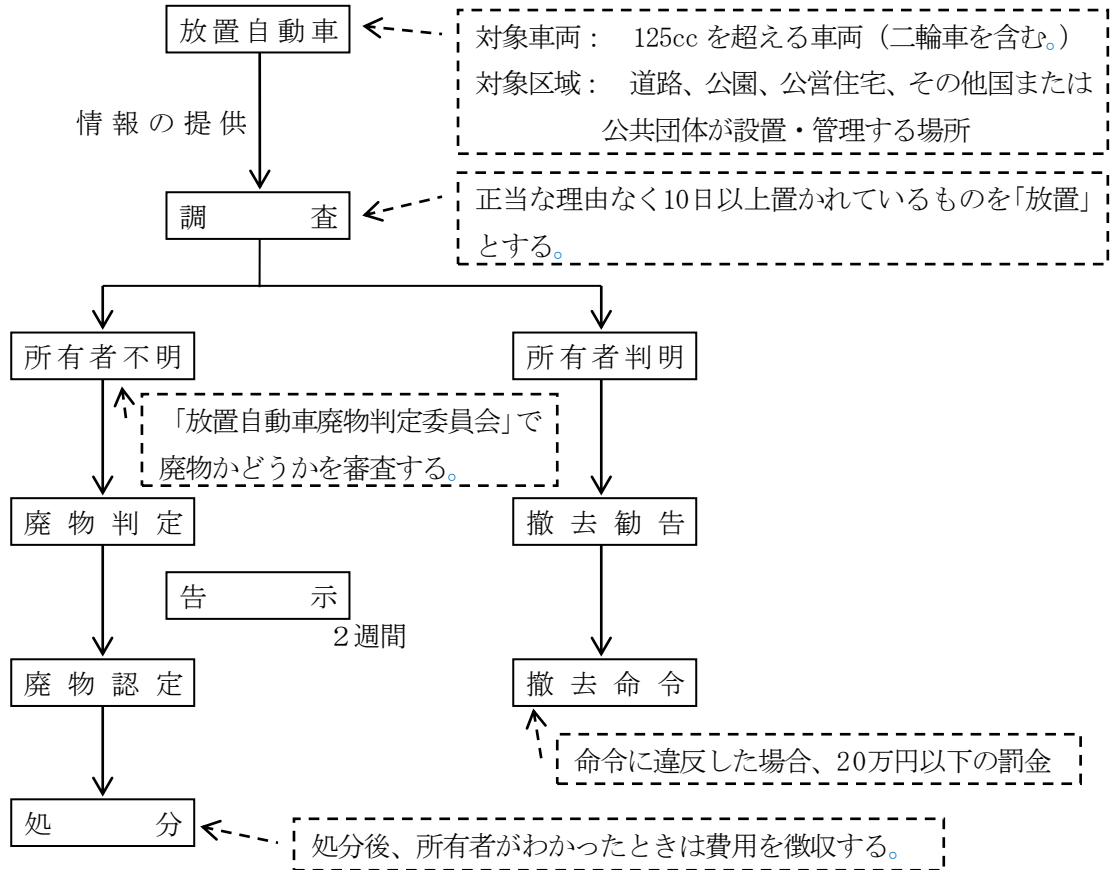 放置自動車
対象車両： 125cc を超える車両（二輪車を含む。）
対象区域： 道路、公園、公営住宅、その他国または
公共団体が設置・管理する場所
情報の提供
調　　　査
正当な理由なく10日以上置かれているものを「放置」
とする。
所有者不明
所有者判明
「放置自動車廃物判定委員会」で
廃物かどうかを審査する。
廃物判定
撤去勧告
告　　　示
２週間
廃物認定
撤去命令
命令に違反した場合、20万円以下の罰金
処　　　分
処分後、所有者がわかったときは費用を徴収する。